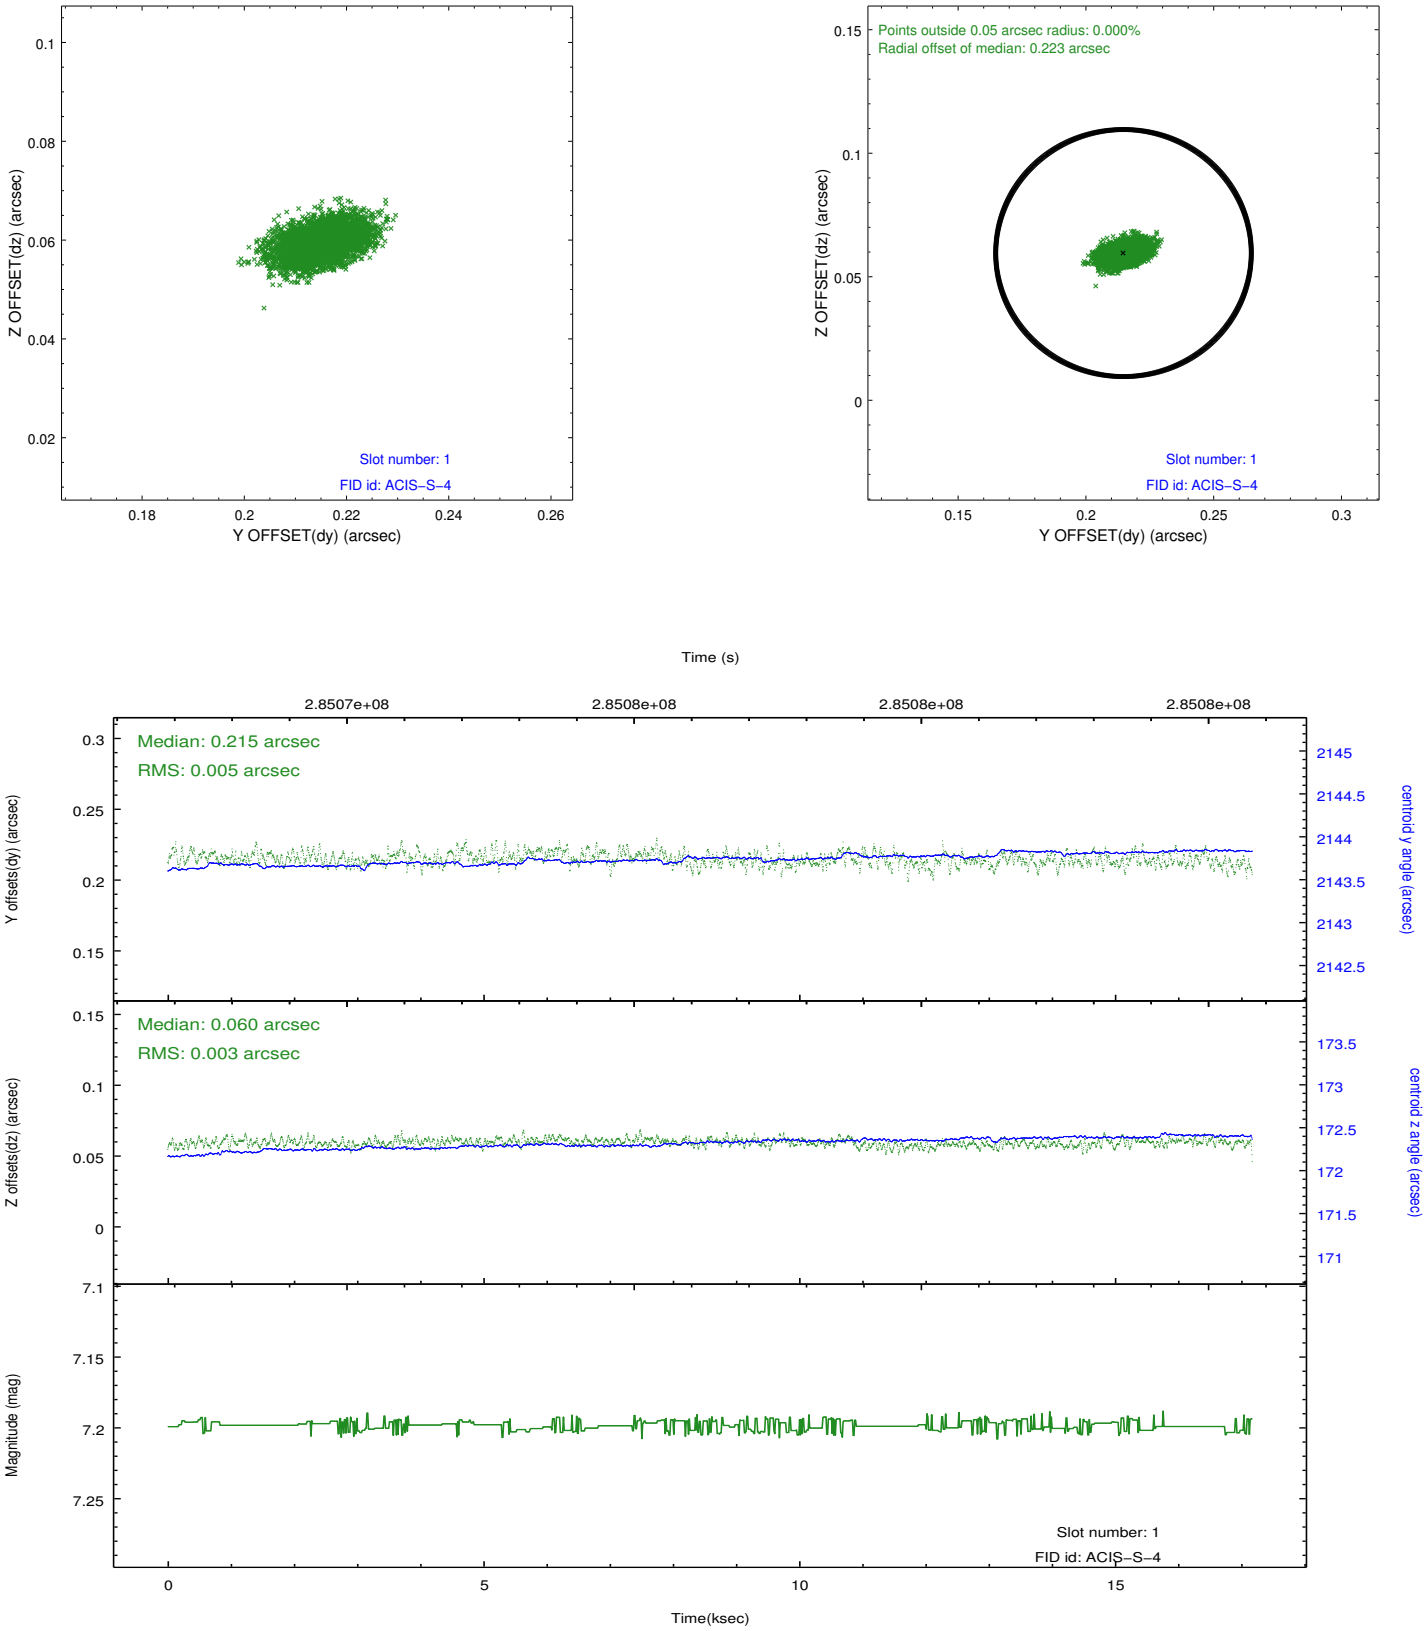 0.1
0.08
0.06
0.04
0.02
Z OFFSET(dz) (arcsec)
Slot number: 1
FID id: ACIS-S-4
0.18 0.2 0.22 0.24 0.26
Y OFFSET(dy) (arcsec)
Points outside 0.05 arcsec radius: 0.000%
Radial offset of median: 0.223 arcsec
0.15
0.1
0.05
0
Z OFFSET(dz) (arcsec)
Slot number: 1
FID id: ACIS-S-4
0.15 0.2 0.25 0.3
Y OFFSET(dy) (arcsec)
Time (s)
2.8507e+08 2.8508e+08 2.8508e+08 2.8508e+08
Median: 0.215 arcsec
RMS: 0.005 arcsec
0.3
0.25
0.2
0.15
Y offsets(dy) (arcsec)
2145
2144.5
2144
2143.5
2143
2142.5
centroid y angle (arcsec)
Median: 0.060 arcsec
RMS: 0.003 arcsec
0.15
0.1
0.05
0
Z offsets(dz) (arcsec)
173.5
173
172.5
172
171.5
171
centroid z angle (arcsec)
7.1
7.15
7.2
7.25
Magnitude (mag)
Slot number: 1
FID id: ACIS-S-4
0 5 10 15
Time(ksec)